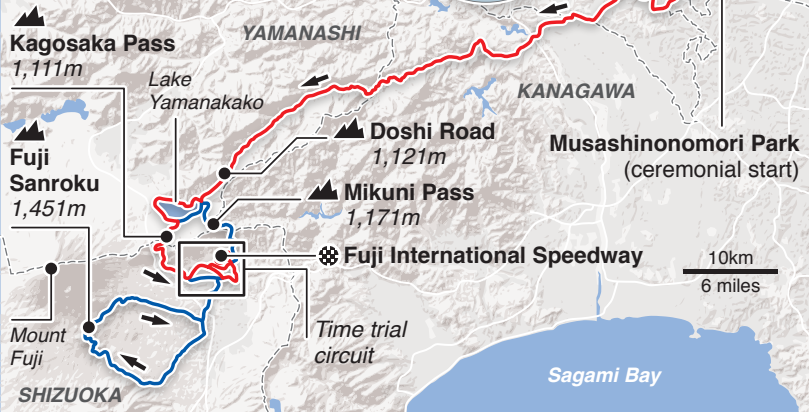 YAMANASHI
Kagosaka Pass
1,111m
Lake
Yamanakako
KANAGAWA
Doshi Road
1,121m
Musashinonomori Park
(ceremonial start)
Fuji
Sanroku
1,451m
Mikuni Pass
1,171m
Fuji International Speedway
10km
6 miles
Mount
Fuji
Time trial
circuit
Sagami Bay
SHIZUOKA